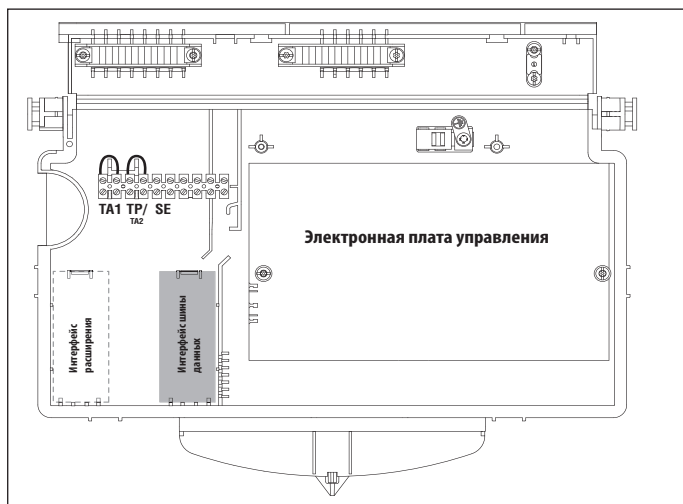 TA1 TP/ SE
TA2
Электронная плата управления
Интерфейс
расширения
Интерфейс шины
данных